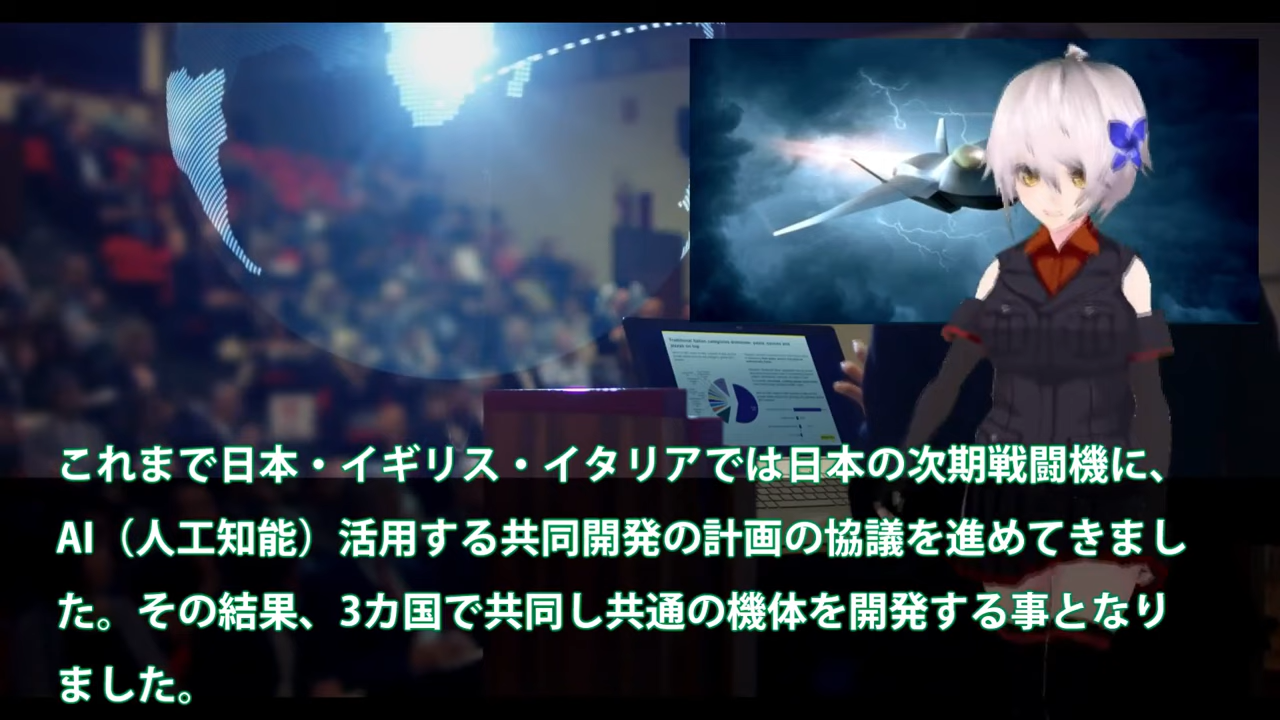 これまで日本・イギリス・イタリアでは日本の次期戦闘機に、
AI（人工知能）活用する共同開発の計画の協議を進めてきまし
た。その結果、3カ国で共同し共通の機体を開発する事となり
ました。